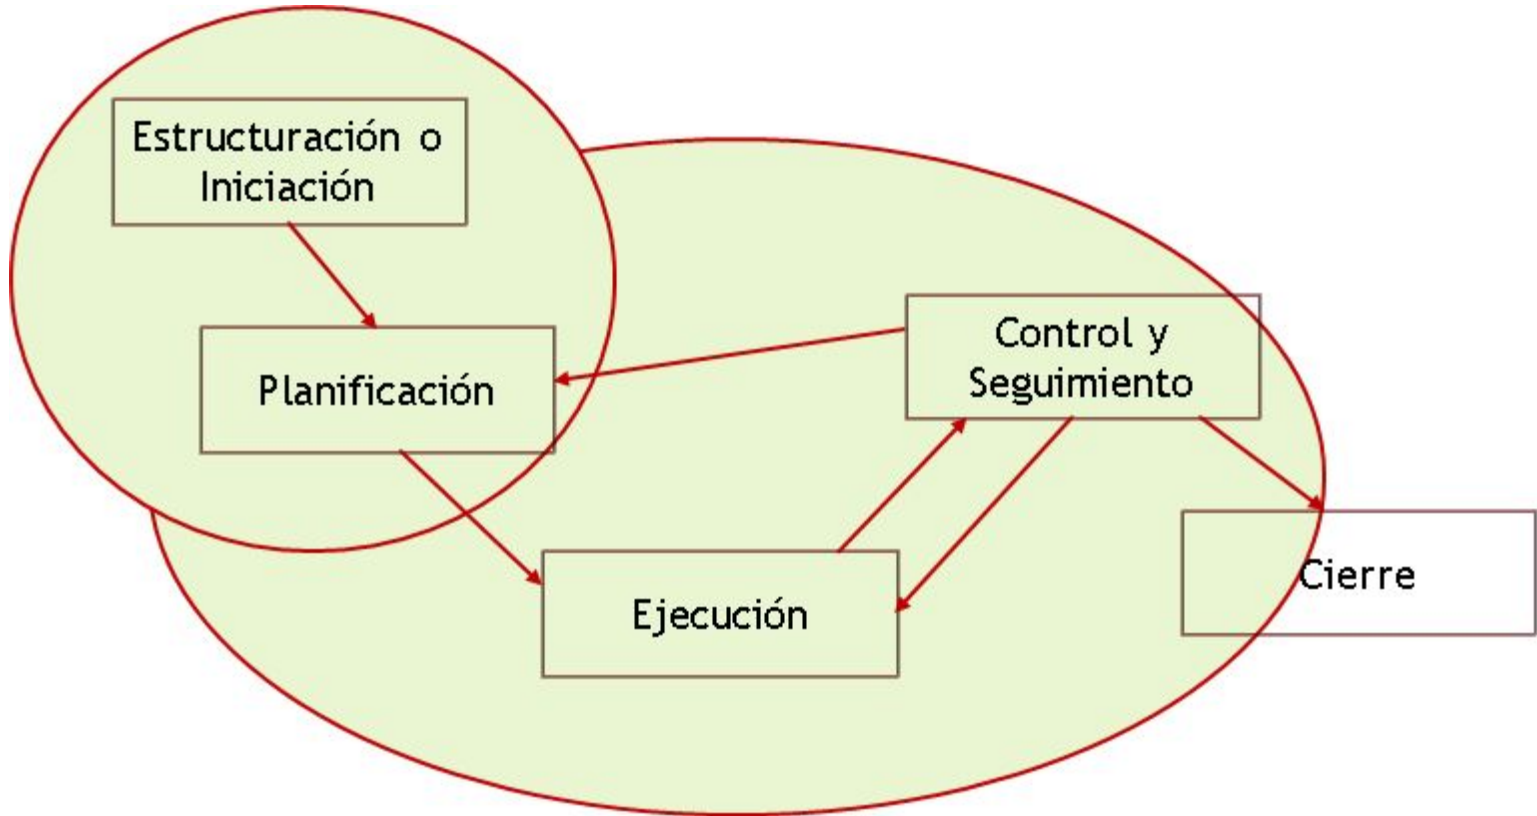 Estructuración o
Iniciación
Planificación
Control y
Seguimiento
Ejecución
Cierre